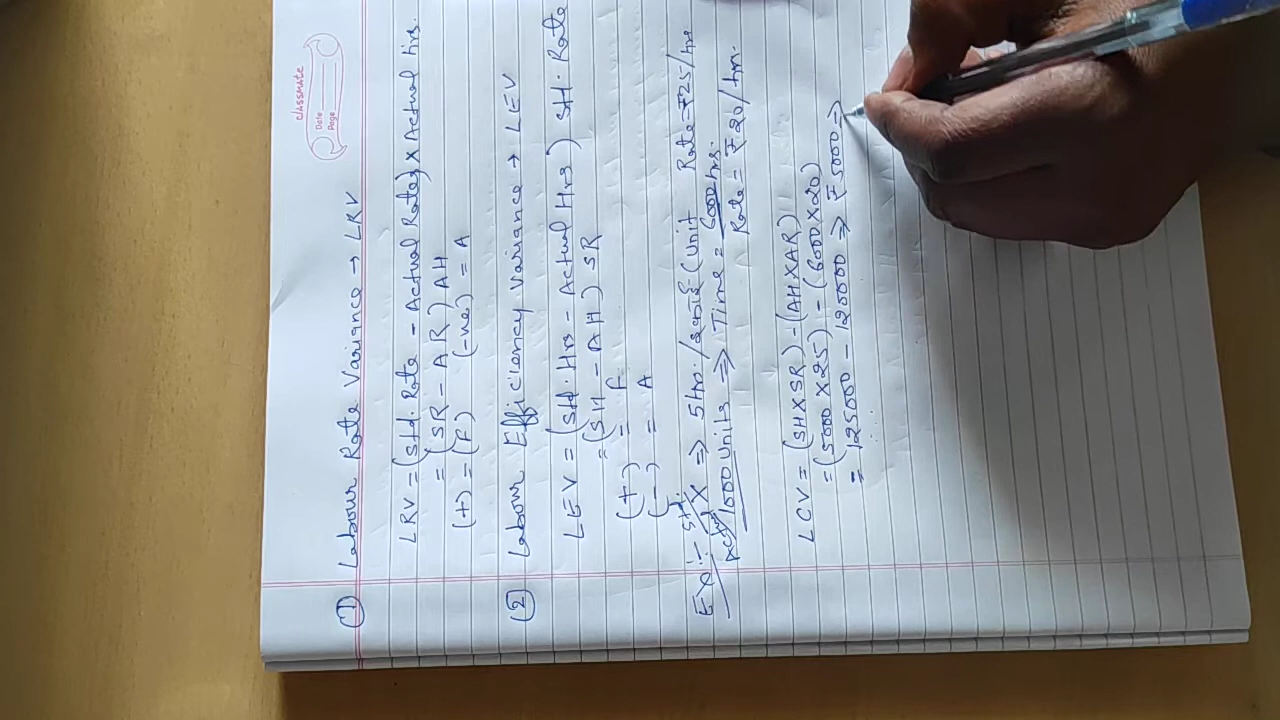 classmate
Date
Page
① Labour Rate Variance → LRV
LRV = (Std. Rate - Actual Rate) × Actual Hrs.
= (SR - AR) AH
(+) = (F) (-ve) = A
② Labour Efficiency Variance → LEV
LEV = (Std. Hrs - Actual Hrs) Std. Rate
= (SH - AH) SR
(+) = F
(-) = A
Ex:- Std. X ⇒ 5 Hrs. / Unit Rate = ₹25/hr
Actual 1000 Units ⇒ Time = 6000 hrs.
Rate = ₹20/hr.
LCV = (SH X SR) - (AH X AR)
= (5000 X 25) - (6000 X 20)
= 125000 - 120000 ⇒ ₹5000 ⇒